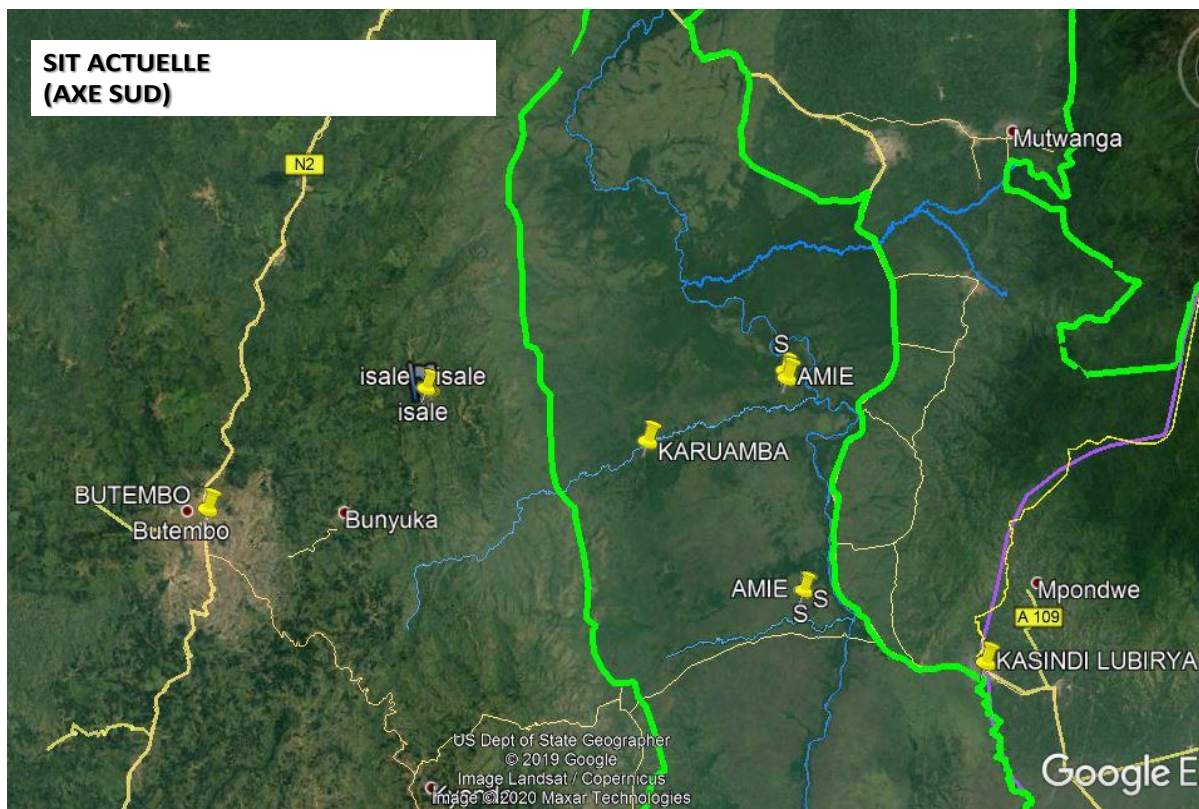 SIT ACTUELLE
(AXE SUD)
N2
Mutwanga
S
AMIE
isale
isale
isale
KARUAMBA
BUTEMBO
Butembo
Bunyuka
AMIE
S
S
Mpondwe
A 109
KASINDI LUBIRYA
US Dept of State Geographer
© 2019 Google
Image Landsat / Copernicus
Image © 2020 Maxar Technologies
Google E